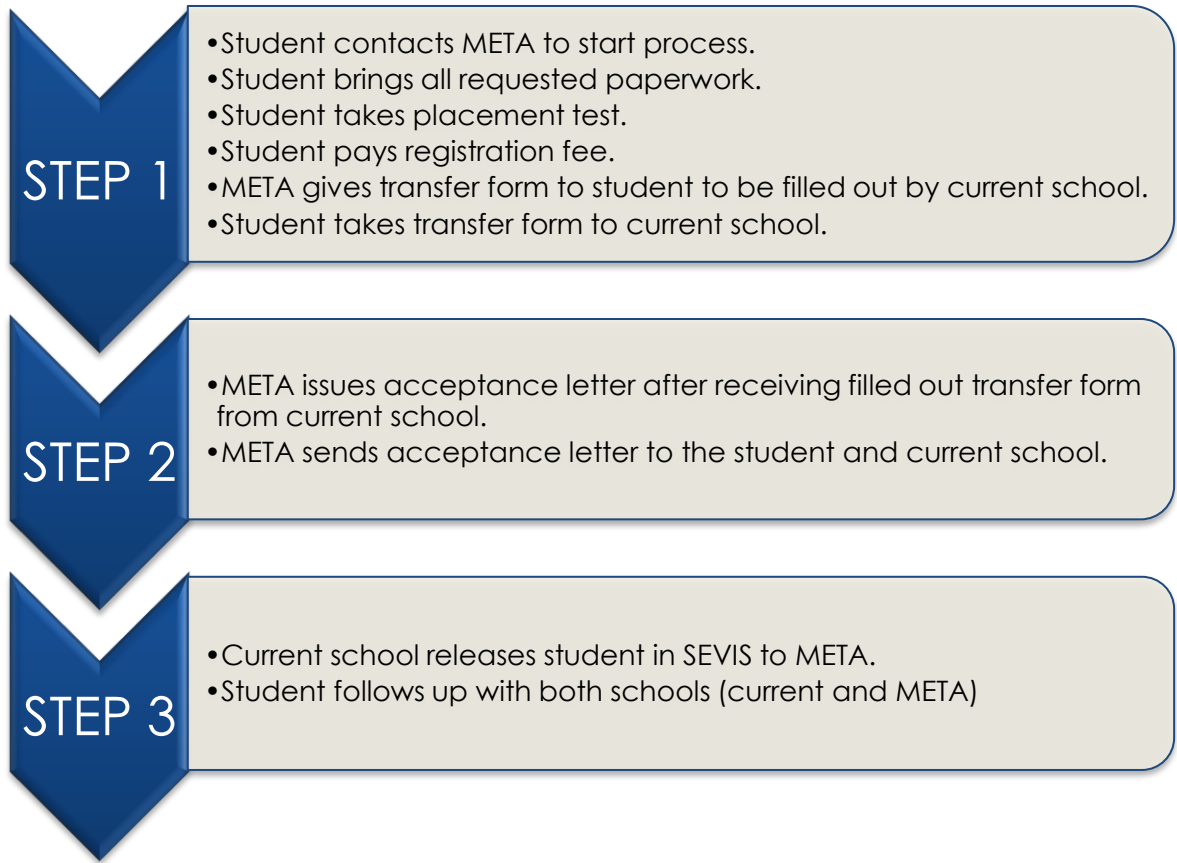 STEP 1
•Student contacts META to start process.
•Student brings all requested paperwork.
•Student takes placement test.
•Student pays registration fee.
•META gives transfer form to student to be filled out by current school.
•Student takes transfer form to current school.
STEP 2
•META issues acceptance letter after receiving filled out transfer form
from current school.
•META sends acceptance letter to the student and current school.
STEP 3
•Current school releases student in SEVIS to META.
•Student follows up with both schools (current and META)